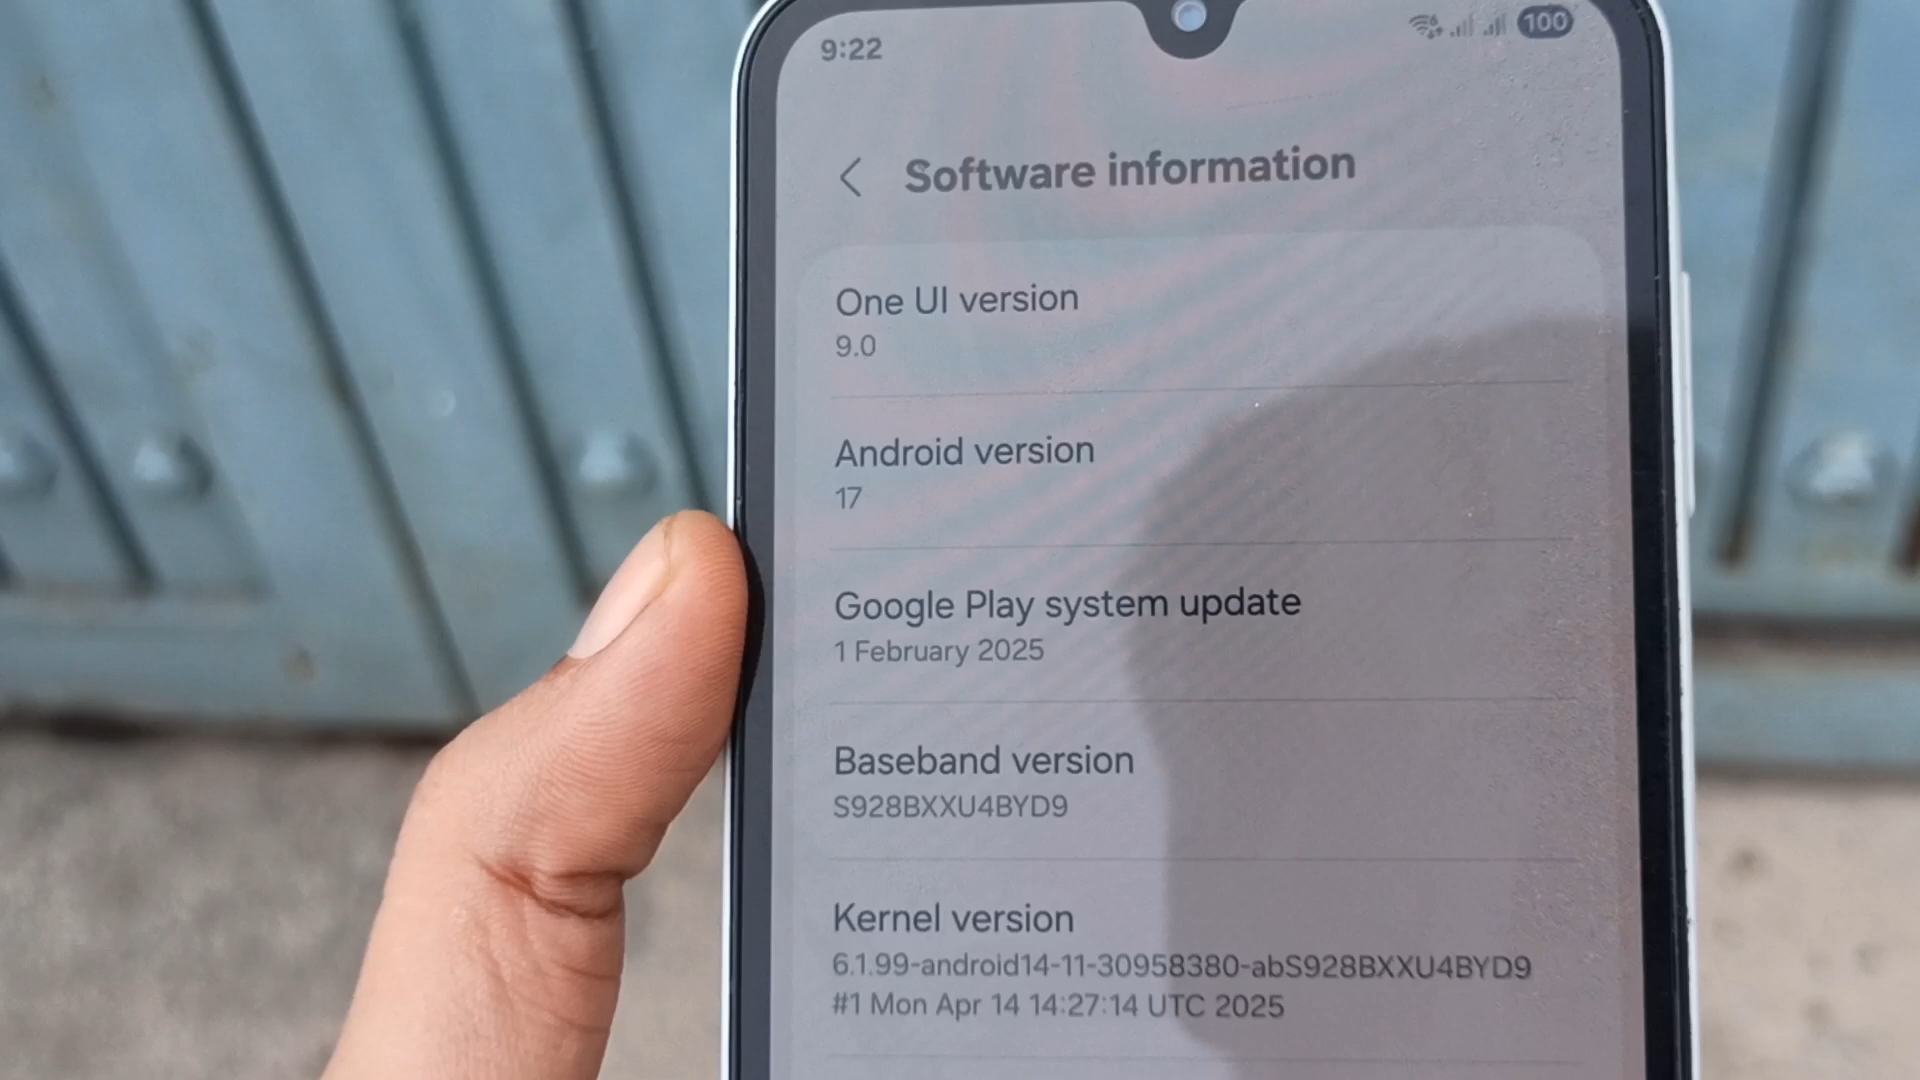 9:22
100
Software information
One UI version
9.0
Android version
17
Google Play system update
1 February 2025
Baseband version
S928BXXU4BYD9
Kernel version
6.1.99-android14-11-30958380-abS928BXXU4BYD9
#1 Mon Apr 14 14:27:14 UTC 2025